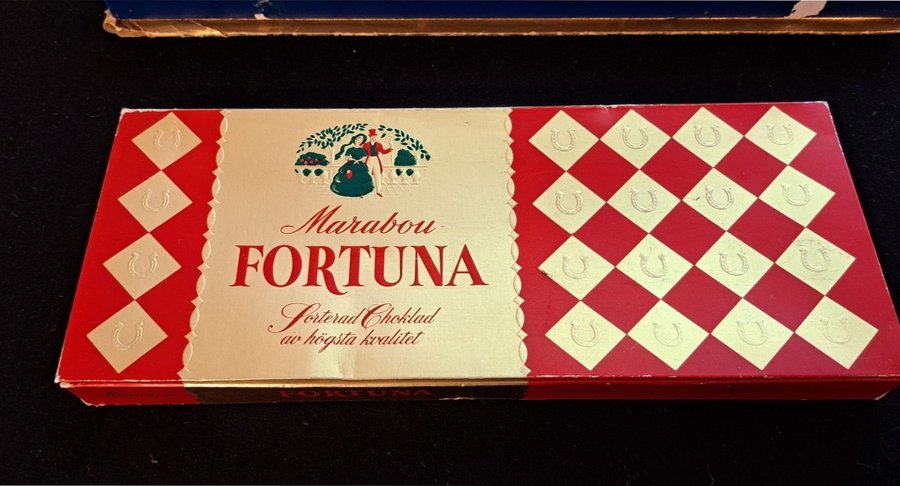 Marabou
FORTUNA
Sorterad Choklad
av högsta kvalitet
FORTUNA